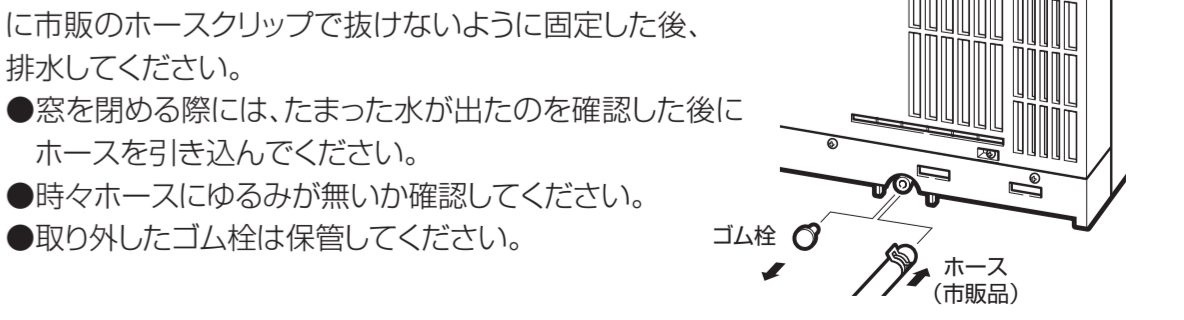 に市販のホースクリップで抜けないように固定した後、
排水してください。
●窓を閉める際には、たまった水が出たのを確認した後に
ホースを引き込んでください。
●時々ホースにゆるみが無いか確認してください。
●取り外したゴム栓は保管してください。
ゴム栓
ホース
（市販品）